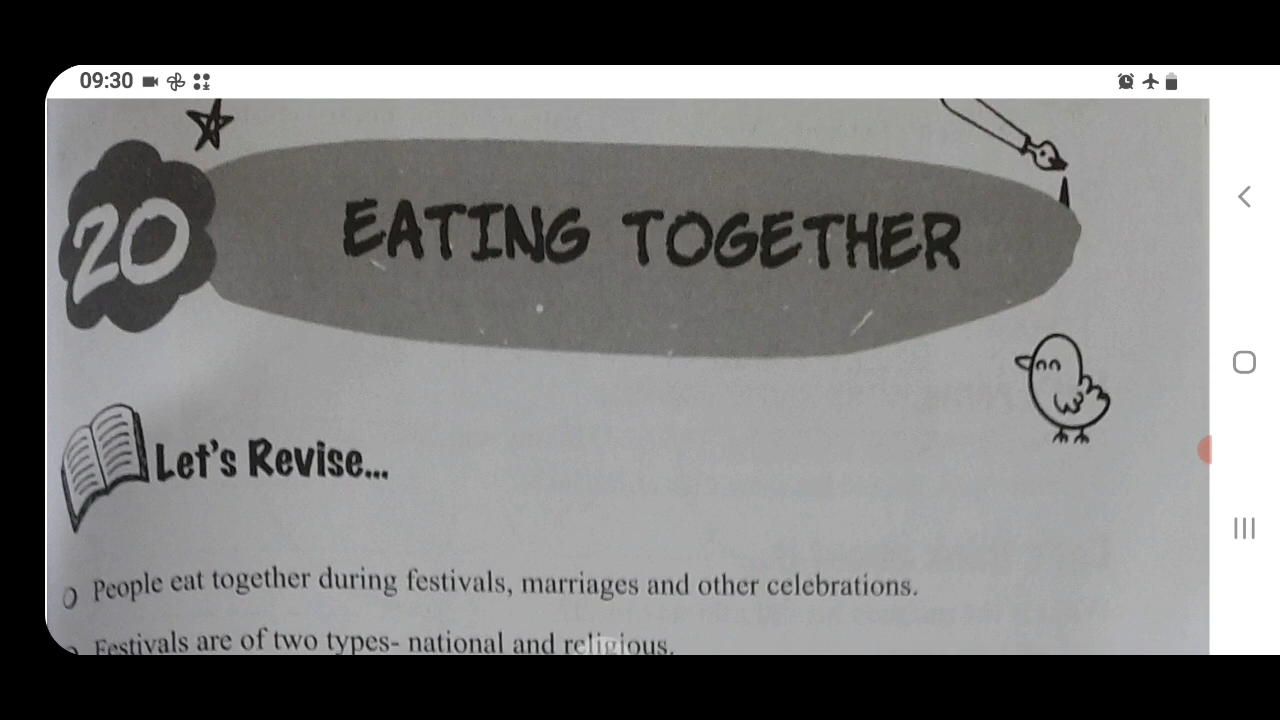 09:30
20
EATING TOGETHER
Let's Revise...
People eat together during festivals, marriages and other celebrations.
Festivals are of two types- national and religious.